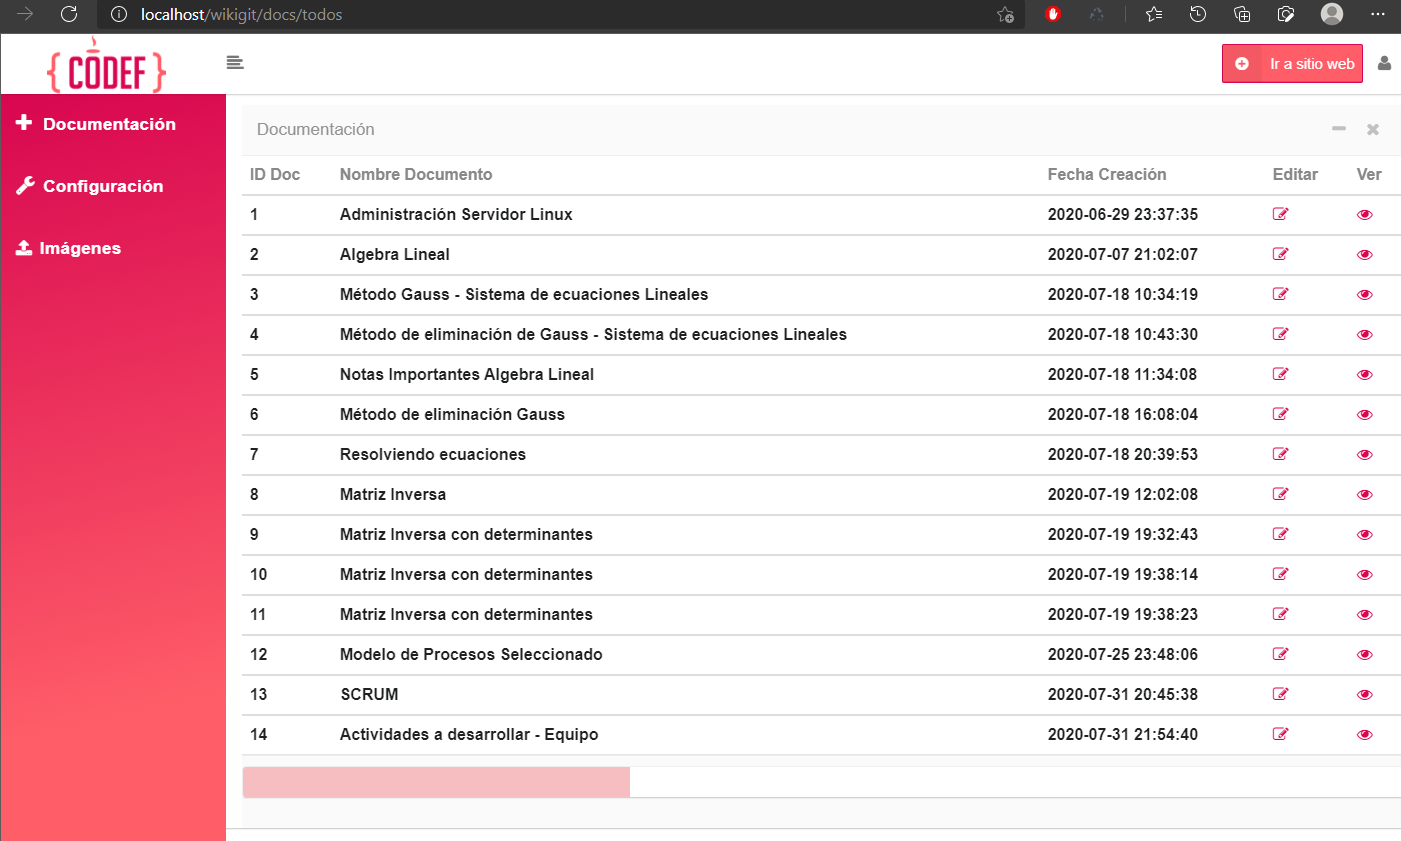 localhost/wikigit/docs/todos
{ CODEF }
Ir a sitio web
Documentación
Configuración
Imágenes
Documentación
ID Doc Nombre Documento Fecha Creación Editar Ver
1 Administración Servidor Linux 2020-06-29 23:37:35
2 Algebra Lineal 2020-07-07 21:02:07
3 Método Gauss - Sistema de ecuaciones Lineales 2020-07-18 10:34:19
4 Método de eliminación de Gauss - Sistema de ecuaciones Lineales 2020-07-18 10:43:30
5 Notas Importantes Algebra Lineal 2020-07-18 11:34:08
6 Método de eliminación Gauss 2020-07-18 16:08:04
7 Resolviendo ecuaciones 2020-07-18 20:39:53
8 Matriz Inversa 2020-07-19 12:02:08
9 Matriz Inversa con determinantes 2020-07-19 19:32:43
10 Matriz Inversa con determinantes 2020-07-19 19:38:14
11 Matriz Inversa con determinantes 2020-07-19 19:38:23
12 Modelo de Procesos Seleccionado 2020-07-25 23:48:06
13 SCRUM 2020-07-31 20:45:38
14 Actividades a desarrollar - Equipo 2020-07-31 21:54:40